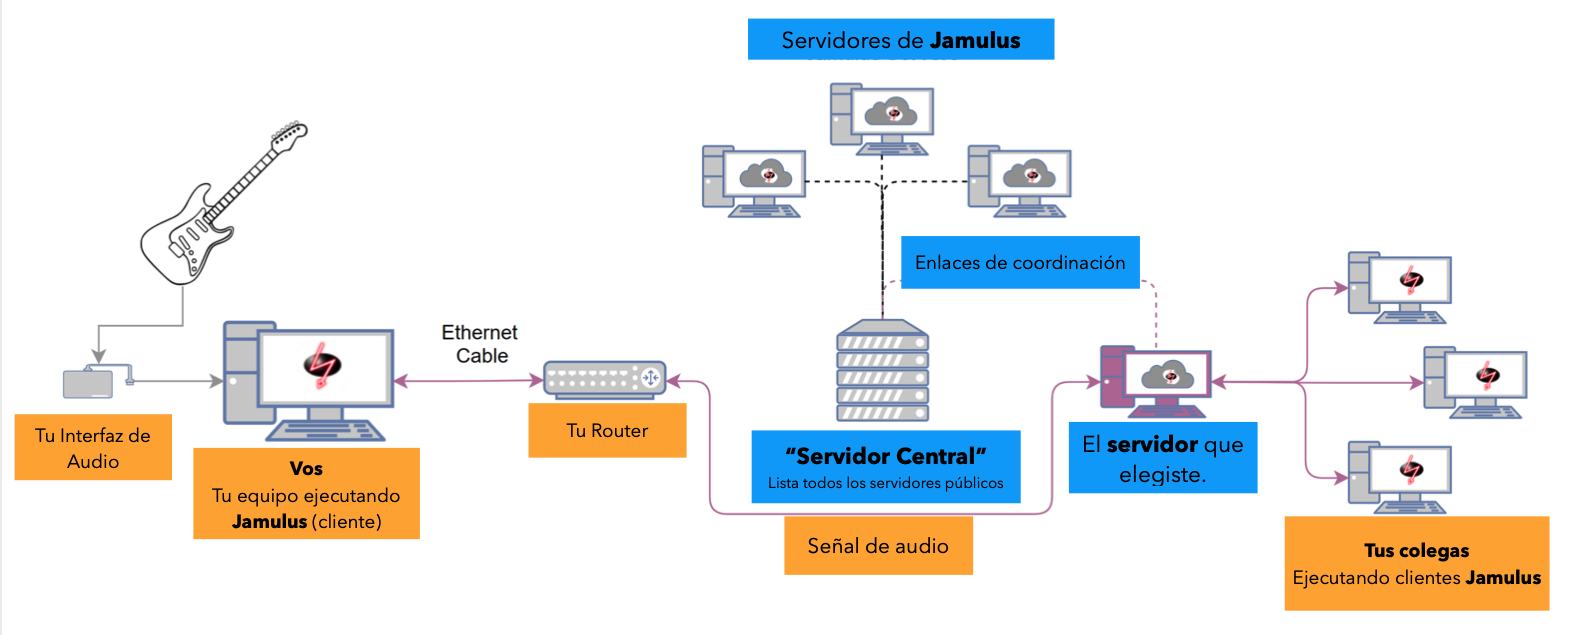 Servidores de Jamulus
Enlaces de coordinación
Ethernet
Cable
Tu Interfaz de
Audio
Vos
Tu equipo ejecutando
Jamulus (cliente)
Tu Router
“Servidor Central”
Lista todos los servidores públicos
El servidor que
elegiste.
Señal de audio
Tus colegas
Ejecutando clientes Jamulus